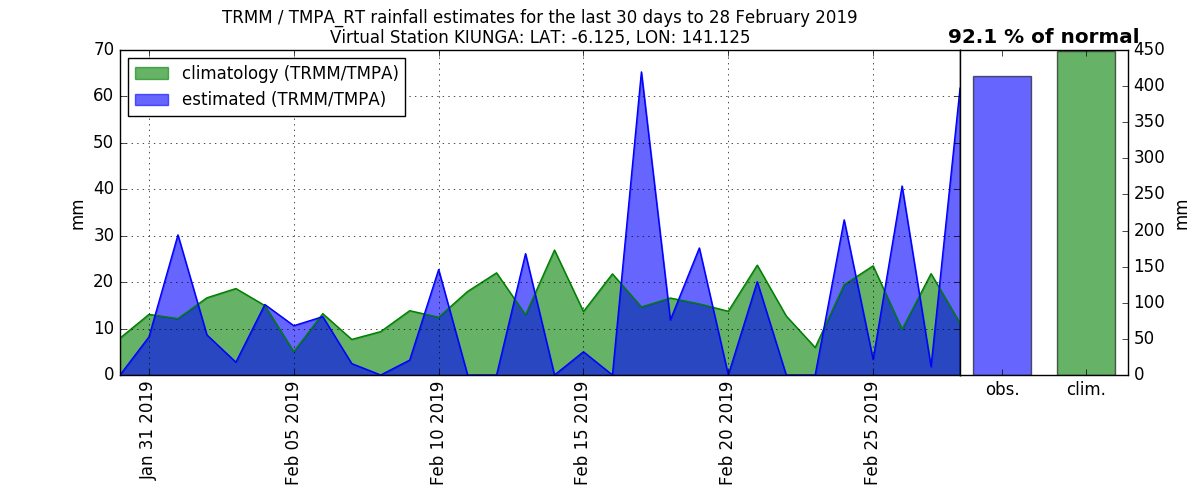 TRMM / TMPA_RT rainfall estimates for the last 30 days to 28 February 2019
Virtual Station KIUNGA: LAT: -6.125, LON: 141.125
92.1 % of normal
climatology (TRMM/TMPA)
estimated (TRMM/TMPA)
70
60
50
40
30
20
10
0
mm
Jan 31 2019
Feb 05 2019
Feb 10 2019
Feb 15 2019
Feb 20 2019
Feb 25 2019
obs.
clim.
450
400
350
300
250
200
150
100
50
0
mm